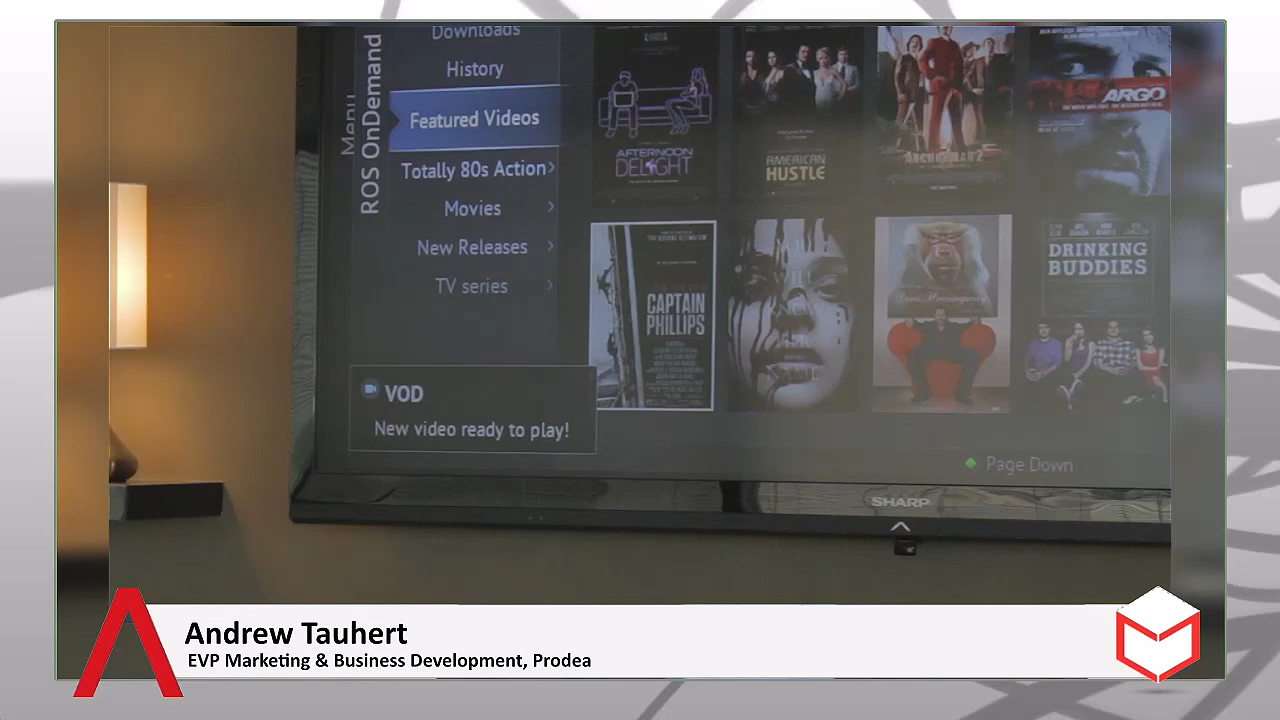 Downloads
History
Featured Videos
Totally 80s Action
Movies
New Releases
TV series
Menu
ROS OnDemand
AFTERNOON
DELIGHT
AMERICAN
HUSTLE
ANCHORMAN 2
ARGO
CAPTAIN
PHILLIPS
DRINKING
BUDDIES
VOD
New video ready to play!
Page Down
SHARP
Andrew Tauhert
EVP Marketing & Business Development, Prodea